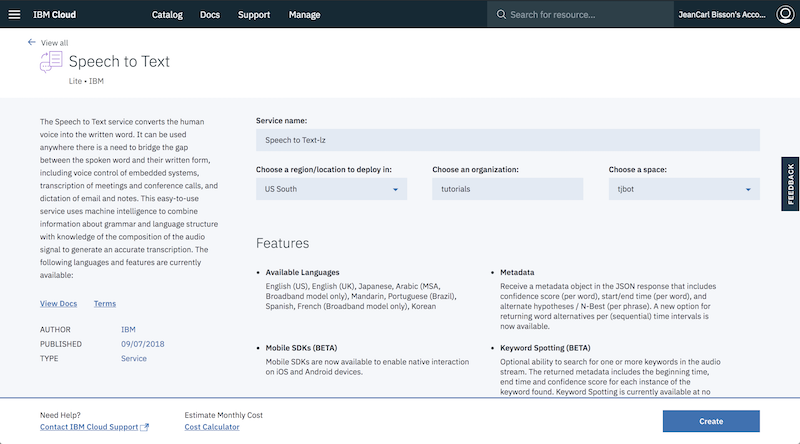 IBM Cloud Catalog Docs Support Manage Search for resource... JeanCarl Bisson's Acco...
View all
Speech to Text
Lite • IBM
The Speech to Text service converts the human
voice into the written word. It can be used
anywhere there is a need to bridge the gap
between the spoken word and their written form,
including voice control of embedded systems,
transcription of meetings and conference calls, and
dictation of email and notes. This easy-to-use
service uses machine intelligence to combine
information about grammar and language structure
with knowledge of the composition of the audio
signal to generate an accurate transcription. The
following languages and features are currently
available:
View Docs Terms
AUTHOR IBM
PUBLISHED 09/07/2018
TYPE Service
Service name:
Speech to Text-lz
Choose a region/location to deploy in: Choose an organization: Choose a space:
US South tutorials tjbot
Features
• Available Languages
English (US), English (UK), Japanese, Arabic (MSA,
Broadband model only), Mandarin, Portuguese (Brazil),
Spanish, French (Broadband model only), Korean
• Metadata
Receive a metadata object in the JSON response that includes
confidence score (per word), start/end time (per word), and
alternate hypotheses / N-Best (per phrase). A new option for
returning word alternatives per (sequential) time intervals is
now available.
• Mobile SDKs (BETA)
Mobile SDKs are now available to enable native interaction
on iOS and Android devices.
• Keyword Spotting (BETA)
Optional ability to search for one or more keywords in the audio
stream. The returned metadata includes the beginning time,
end time and confidence score for each instance of the
keyword found. Keyword Spotting is currently available at no
FEEDBACK
Need Help?
Contact IBM Cloud Support
Estimate Monthly Cost
Cost Calculator
Create